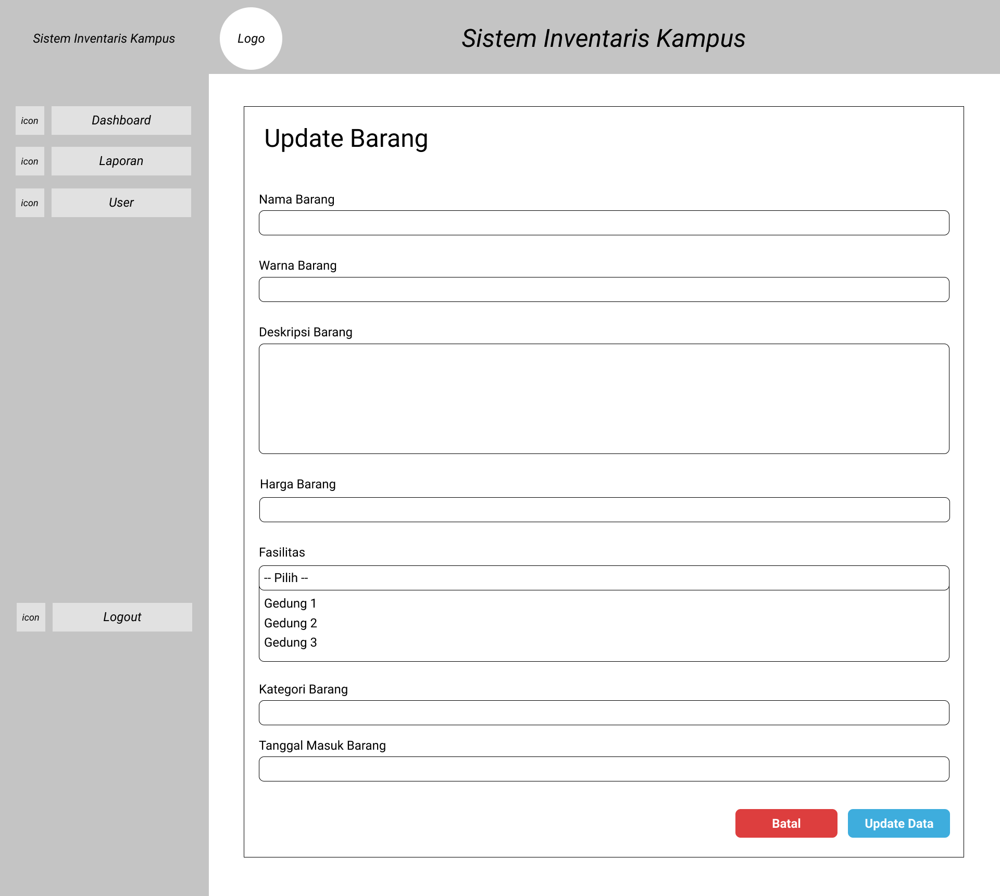 Sistem Inventaris Kampus
Logo
Sistem Inventaris Kampus
icon
Dashboard
icon
Laporan
icon
User
icon
Logout
Update Barang
Nama Barang
Warna Barang
Deskripsi Barang
Harga Barang
Fasilitas
-- Pilih --
Gedung 1
Gedung 2
Gedung 3
Kategori Barang
Tanggal Masuk Barang
Batal
Update Data